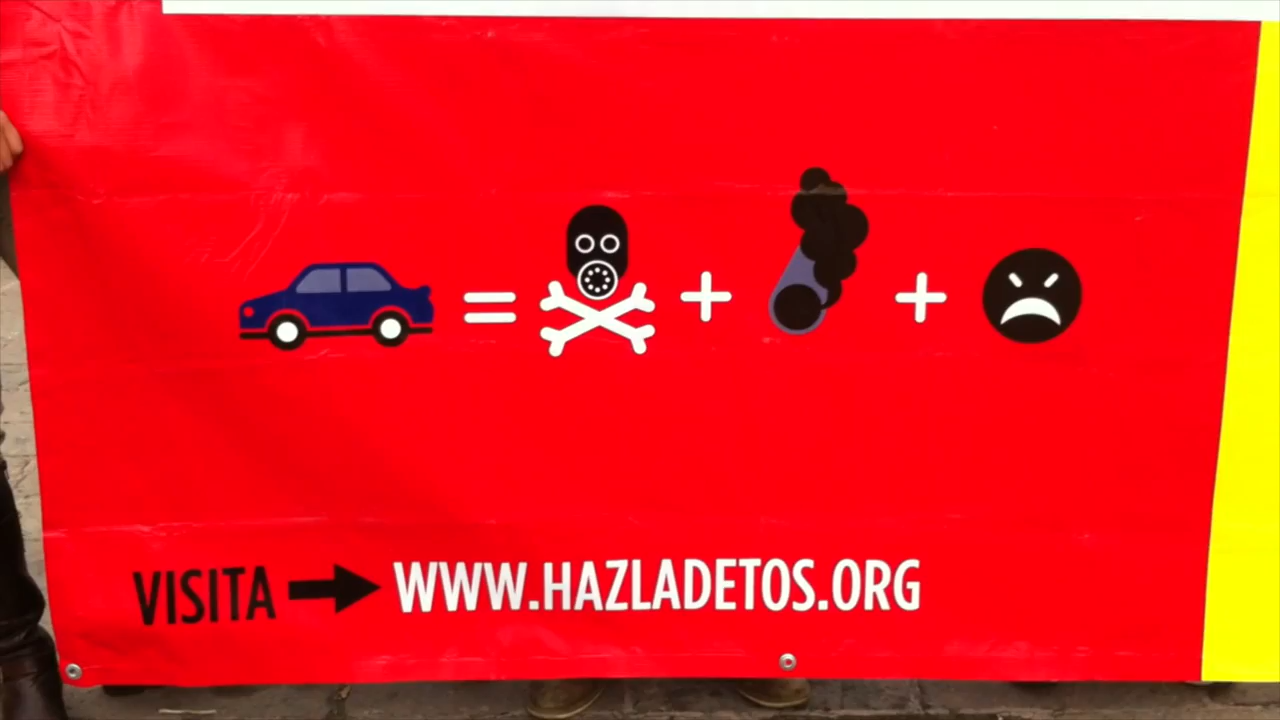 = + +
VISITA → WWW.HAZLADETOS.ORG